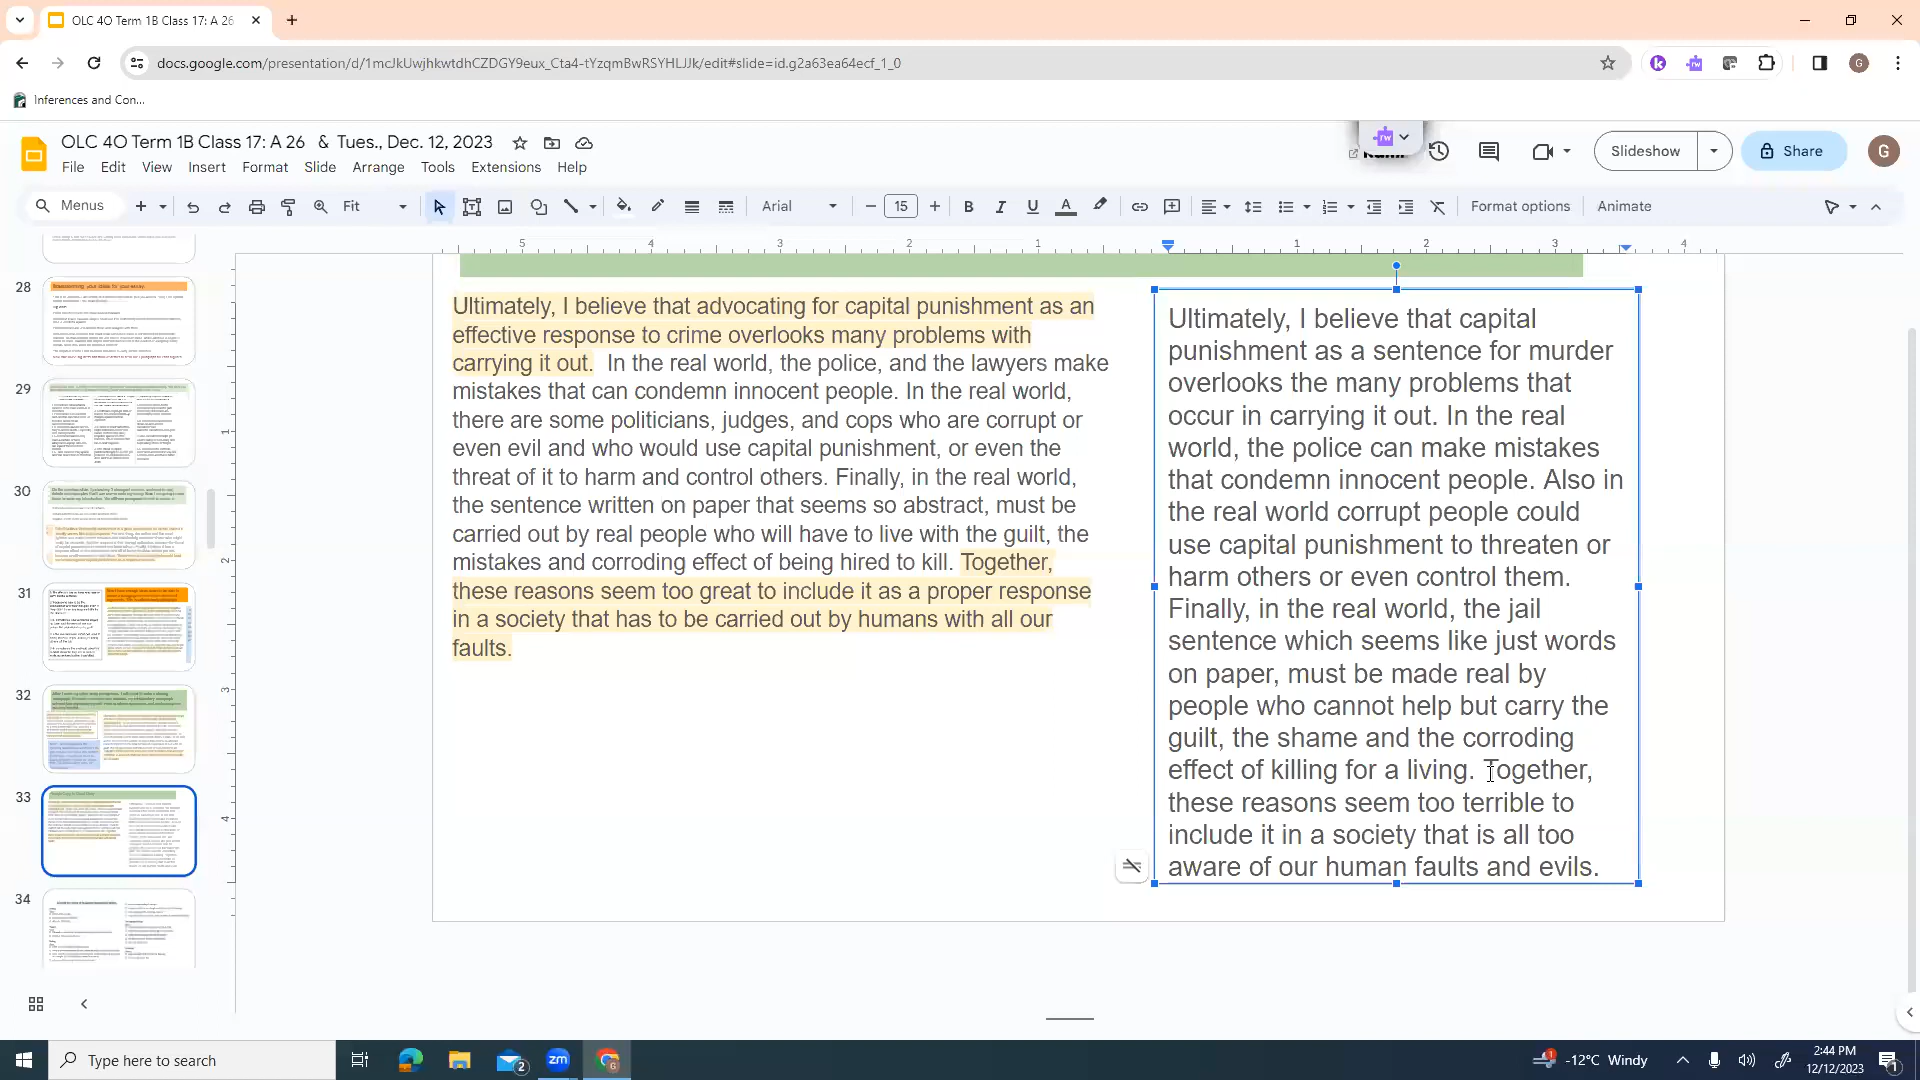 OLC 4O Term 1B Class 17: A 26
docs.google.com/presentation/d/1mcJkUwjhkwtdhCZDGY9eux_Cta4-tYzqmBwRSYHLJJk/edit#slide=id.g2a63ea64ecf_1_0
Inferences and Con...
OLC 4O Term 1B Class 17: A 26 & Tues., Dec. 12, 2023
File Edit View Insert Format Slide Arrange Tools Extensions Help
Slideshow
Share
G
Menus
Fit
Arial
15
Format options
Animate
5 4 3 2 1 1 2 3 4
28
29
30
31
32
33
34
1
2
3
4
Ultimately, I believe that advocating for capital punishment as an
effective response to crime overlooks many problems with
carrying it out. In the real world, the police, and the lawyers make
mistakes that can condemn innocent people. In the real world,
there are some politicians, judges, and cops who are corrupt or
even evil and who would use capital punishment, or even the
threat of it to harm and control others. Finally, in the real world,
the sentence written on paper that seems so abstract, must be
carried out by real people who will have to live with the guilt, the
mistakes and corroding effect of being hired to kill. Together,
these reasons seem too great to include it as a proper response
in a society that has to be carried out by humans with all our
faults.
Ultimately, I believe that capital
punishment as a sentence for murder
overlooks the many problems that
occur in carrying it out. In the real
world, the police can make mistakes
that condemn innocent people. Also in
the real world corrupt people could
use capital punishment to threaten or
harm others or even control them.
Finally, in the real world, the jail
sentence which seems like just words
on paper, must be made real by
people who cannot help but carry the
guilt, the shame and the corroding
effect of killing for a living. Together,
these reasons seem too terrible to
include it in a society that is all too
aware of our human faults and evils.
Type here to search
-12°C Windy
2:44 PM
12/12/2023